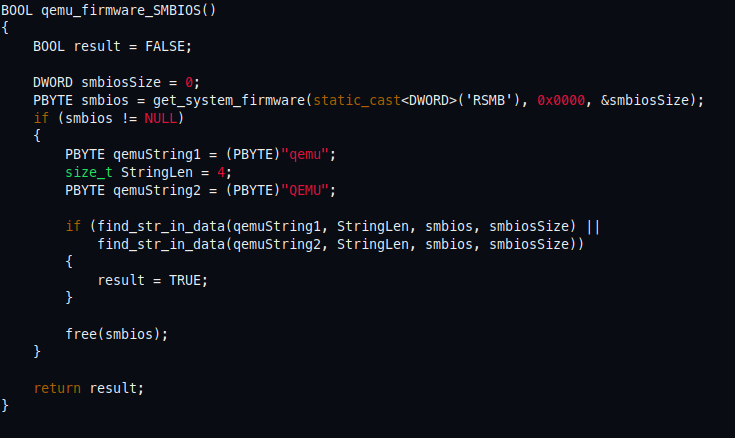 BOOL qemu_firmware_SMBIOS()
{
    BOOL result = FALSE;

    DWORD smbiosSize = 0;
    PBYTE smbios = get_system_firmware(static_cast<DWORD>('RSMB'), 0x0000, &smbiosSize);
    if (smbios != NULL)
    {
        PBYTE qemuString1 = (PBYTE)"qemu";
        size_t StringLen = 4;
        PBYTE qemuString2 = (PBYTE)"QEMU";

        if (find_str_in_data(qemuString1, StringLen, smbios, smbiosSize) ||
            find_str_in_data(qemuString2, StringLen, smbios, smbiosSize))
        {
            result = TRUE;
        }

        free(smbios);
    }

    return result;
}